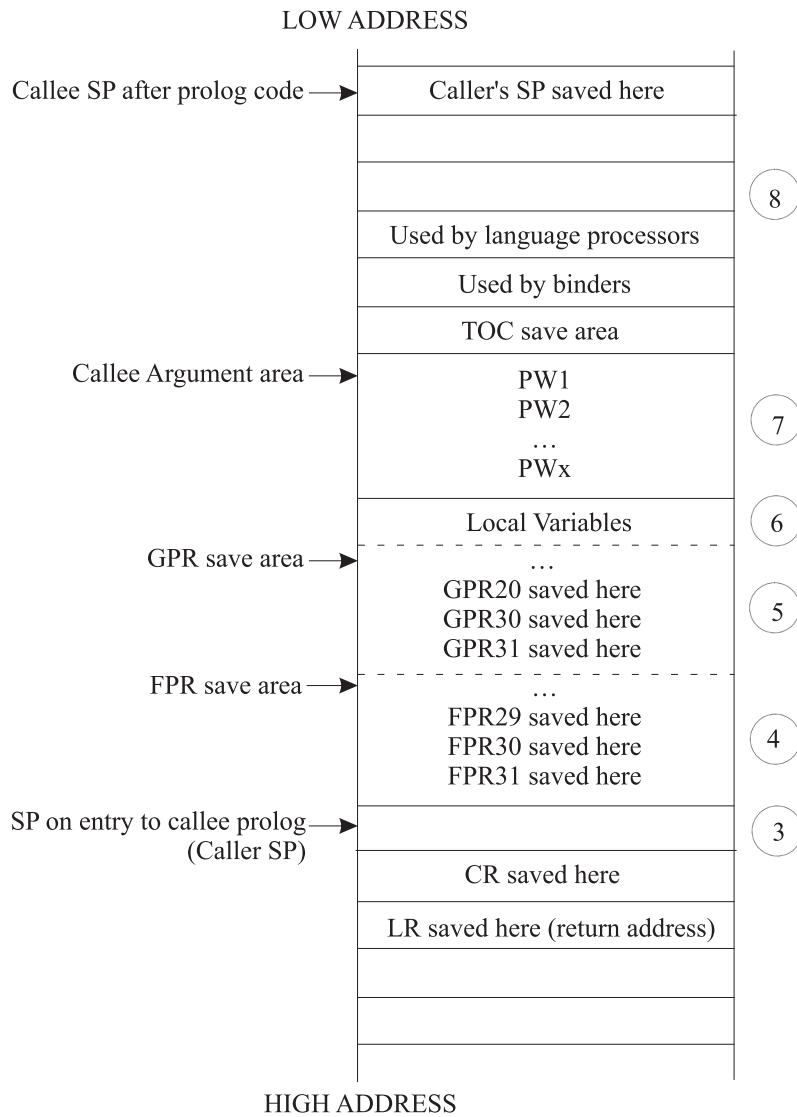 LOW ADDRESS
Callee SP after prolog code
Caller's SP saved here
8
Used by language processors
Used by binders
TOC save area
Callee Argument area
PW1
PW2
...
PWx
7
Local Variables
6
GPR save area
...
GPR20 saved here
GPR30 saved here
GPR31 saved here
5
FPR save area
...
FPR29 saved here
FPR30 saved here
FPR31 saved here
4
SP on entry to callee prolog
(Caller SP)
3
CR saved here
LR saved here (return address)
HIGH ADDRESS